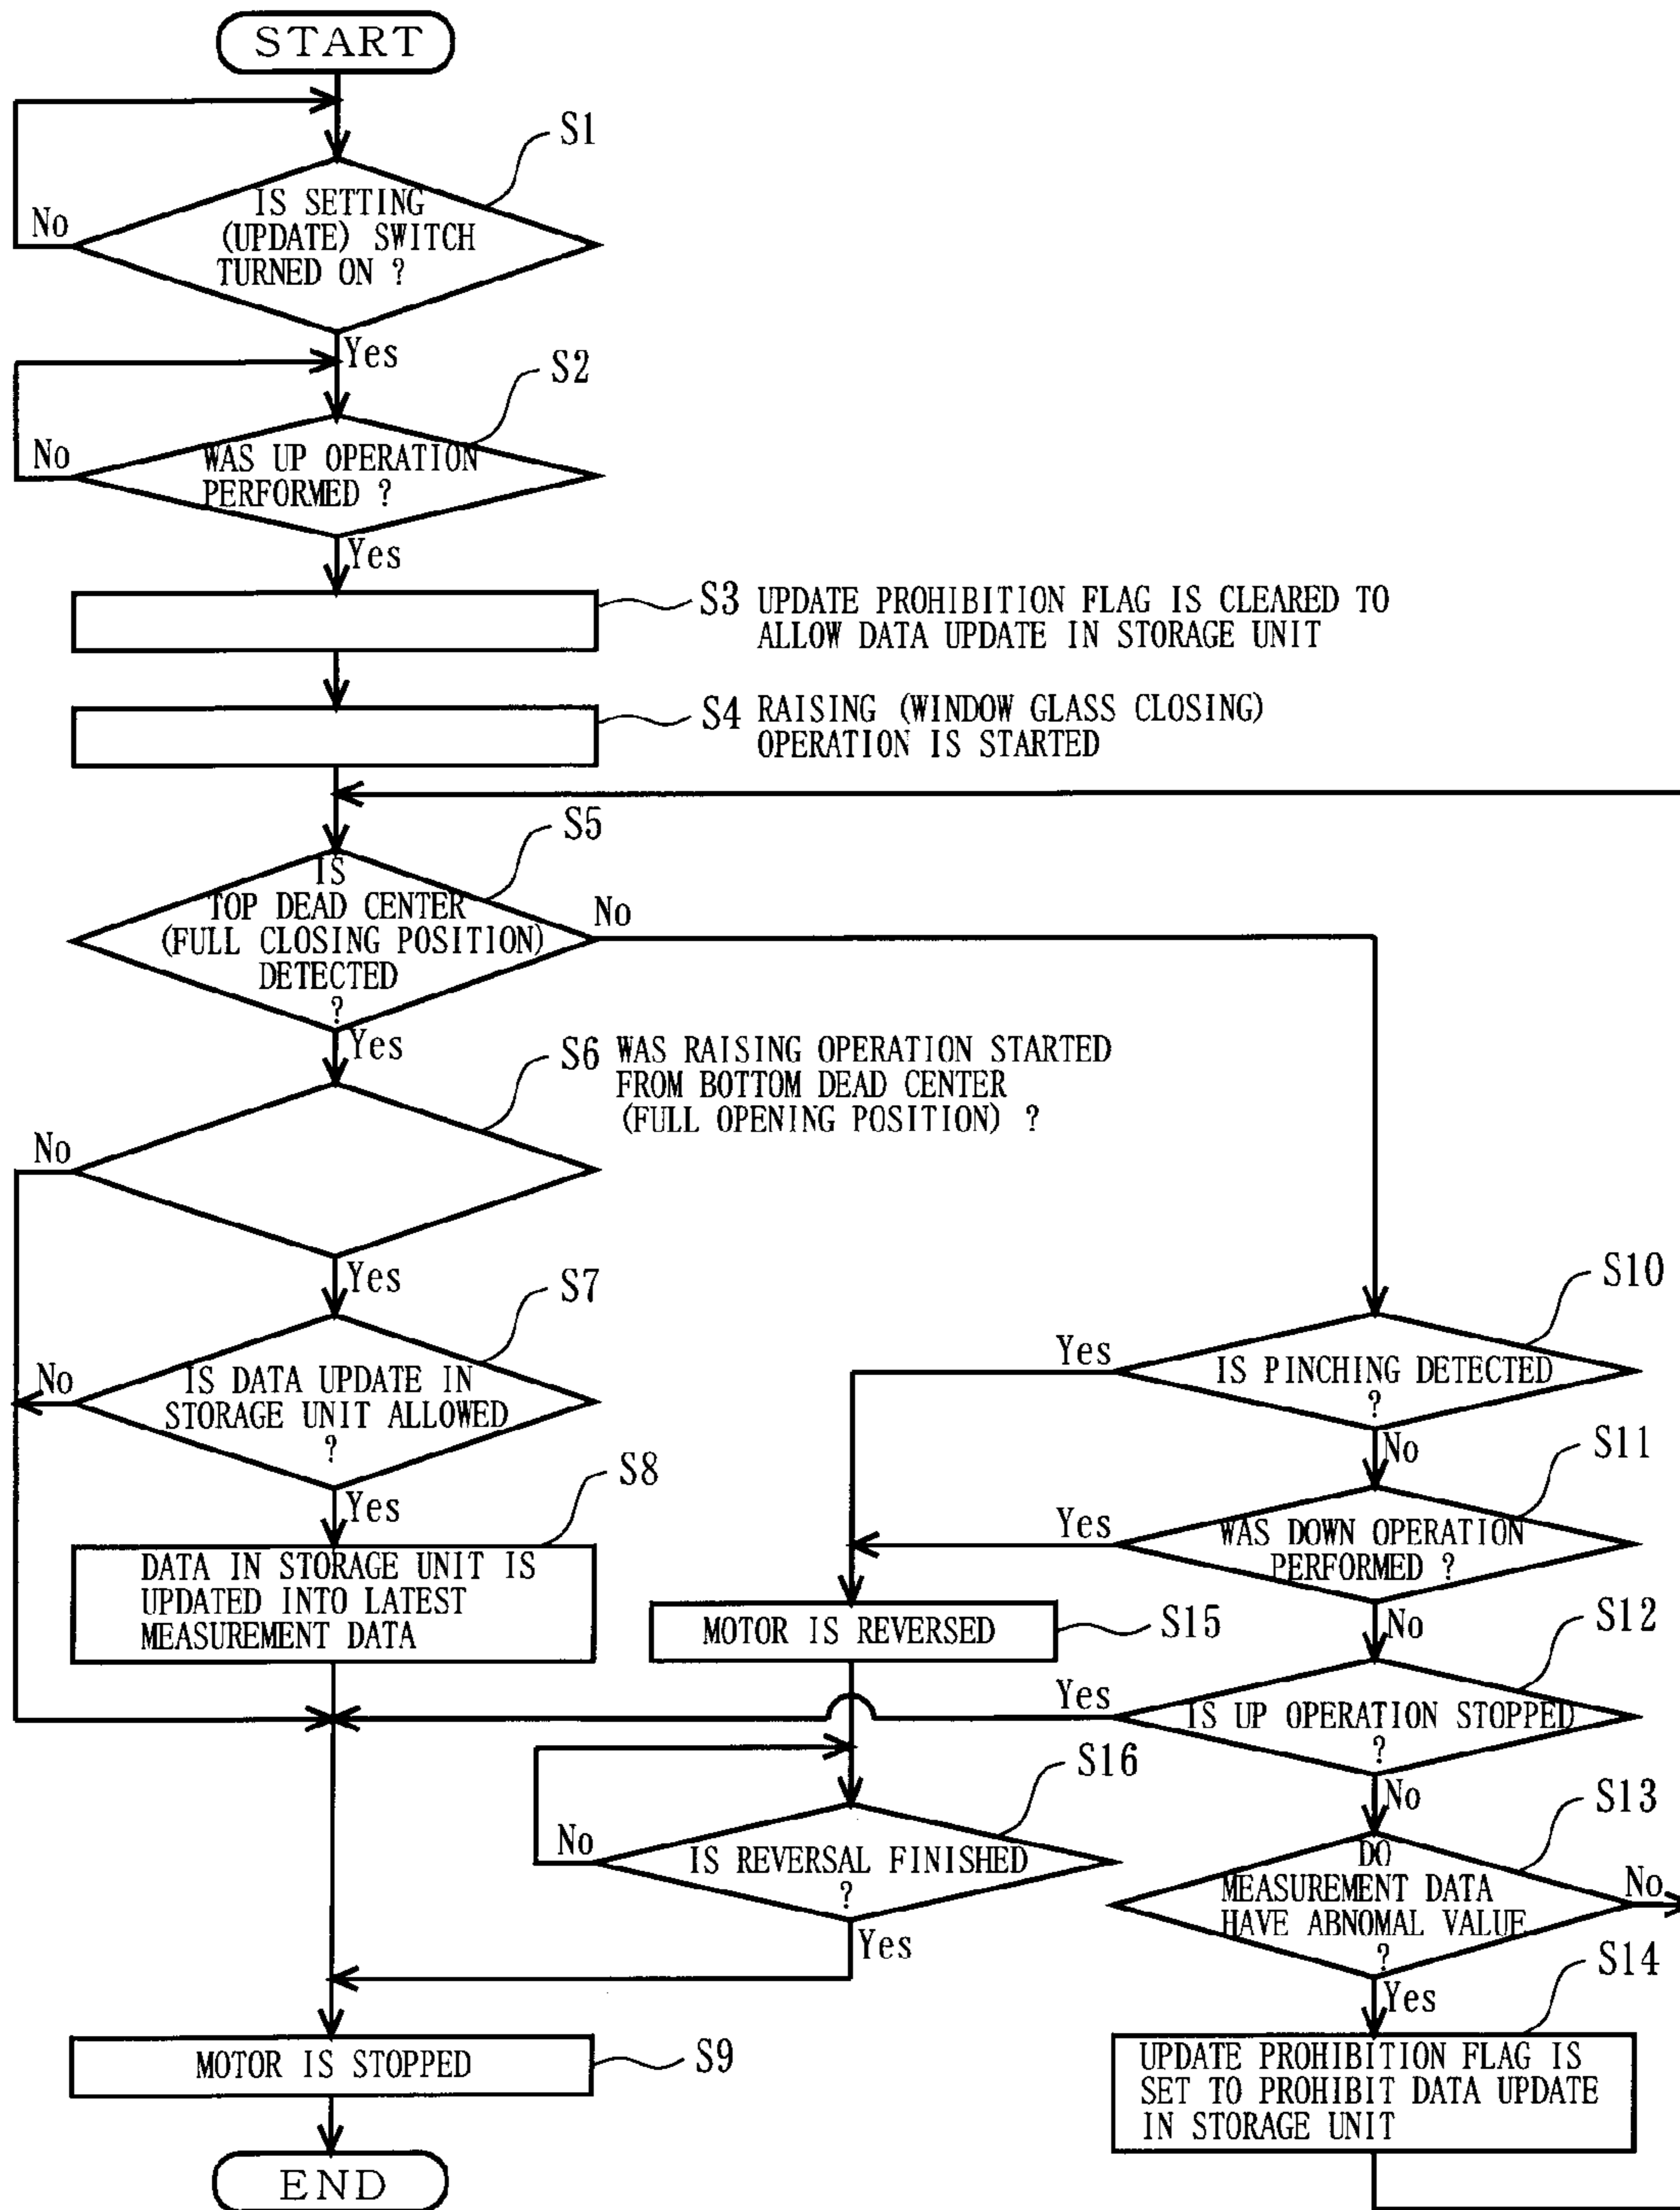 START
S1
IS SETTING
(UPDATE) SWITCH
TURNED ON ?
No
Yes
S2
WAS UP OPERATION
PERFORMED ?
No
Yes
S3 UPDATE PROHIBITION FLAG IS CLEARED TO
ALLOW DATA UPDATE IN STORAGE UNIT
S4 RAISING (WINDOW GLASS CLOSING)
OPERATION IS STARTED
S5
IS
TOP DEAD CENTER
(FULL CLOSING POSITION)
DETECTED
?
No
Yes
S6 WAS RAISING OPERATION STARTED
FROM BOTTOM DEAD CENTER
(FULL OPENING POSITION) ?
No
Yes
S7
IS DATA UPDATE IN
STORAGE UNIT ALLOWED
?
No
Yes
S8
DATA IN STORAGE UNIT IS
UPDATED INTO LATEST
MEASUREMENT DATA
S10
IS PINCHING DETECTED
?
Yes
No
S11
WAS DOWN OPERATION
PERFORMED ?
Yes
No
S12
IS UP OPERATION STOPPED
?
Yes
No
S13
DO
MEASUREMENT DATA
HAVE ABNOMAL VALUE
?
No
Yes
S14
UPDATE PROHIBITION FLAG IS
SET TO PROHIBIT DATA UPDATE
IN STORAGE UNIT
MOTOR IS REVERSED
S15
S16
IS REVERSAL FINISHED
?
No
Yes
MOTOR IS STOPPED
S9
END